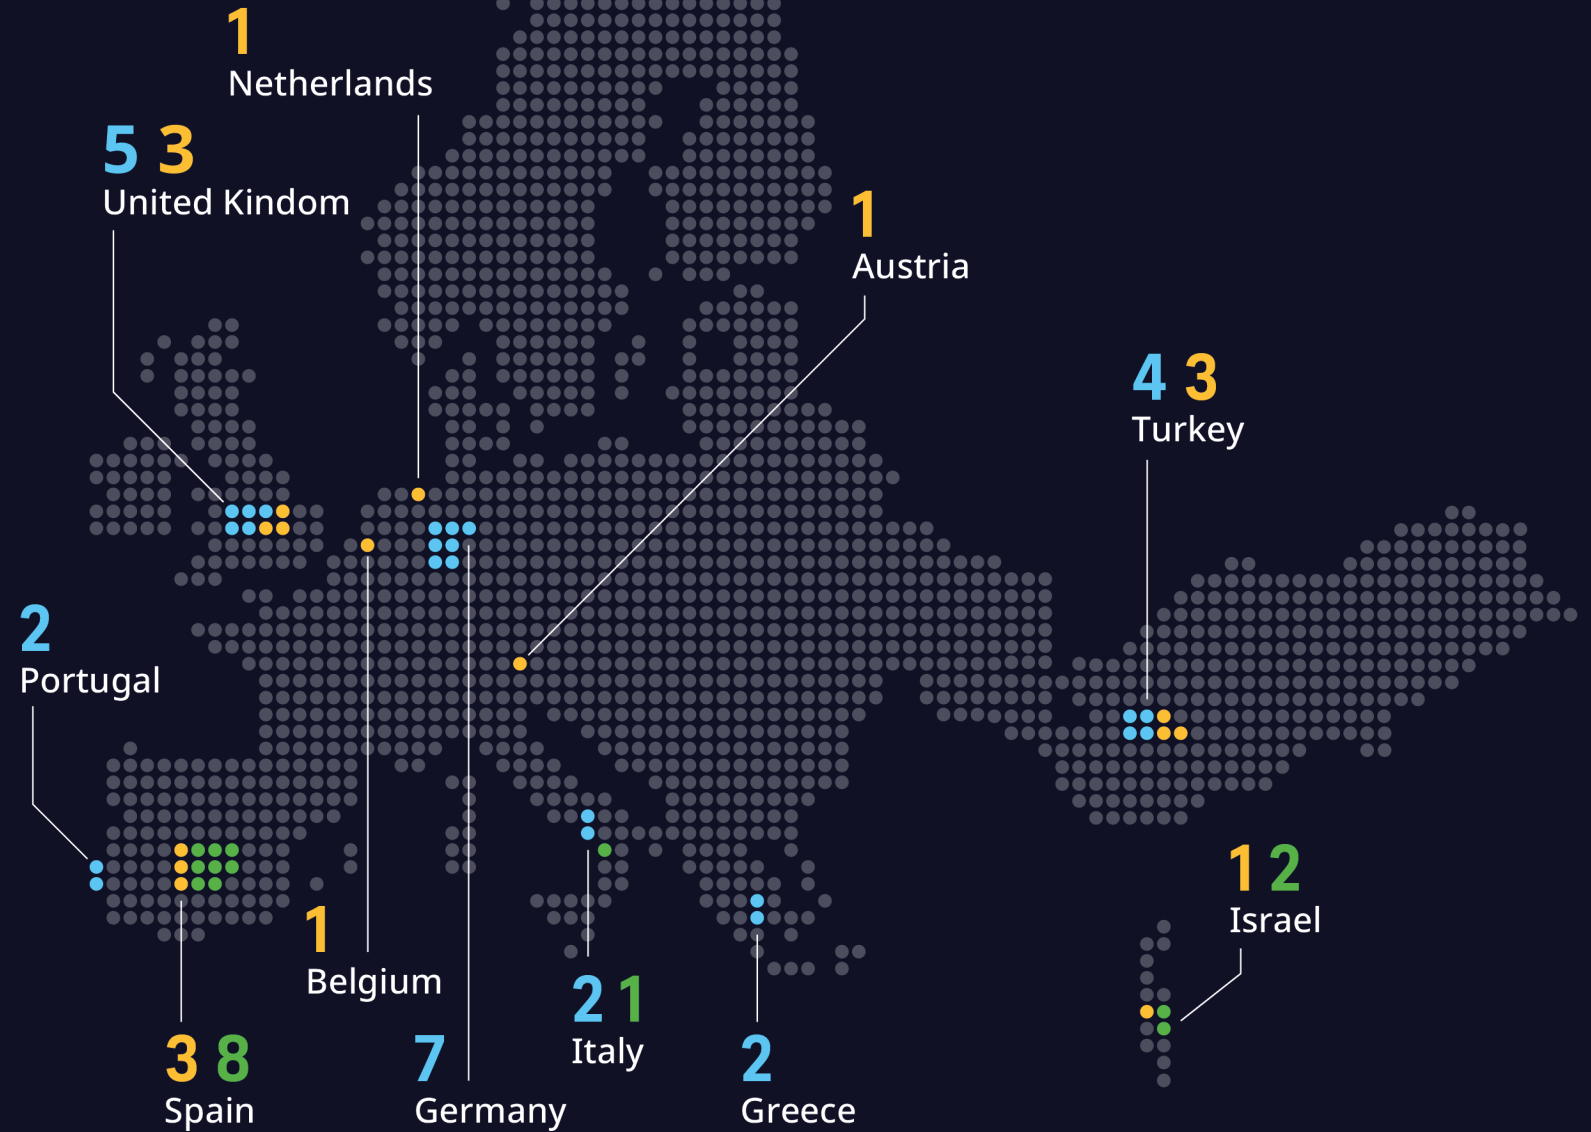 1
Netherlands
5 3
United Kindom
1
Austria
4 3
Turkey
2
Portugal
1 2
Israel
1
Belgium
2 1
Italy
3 8
Spain
7
Germany
2
Greece